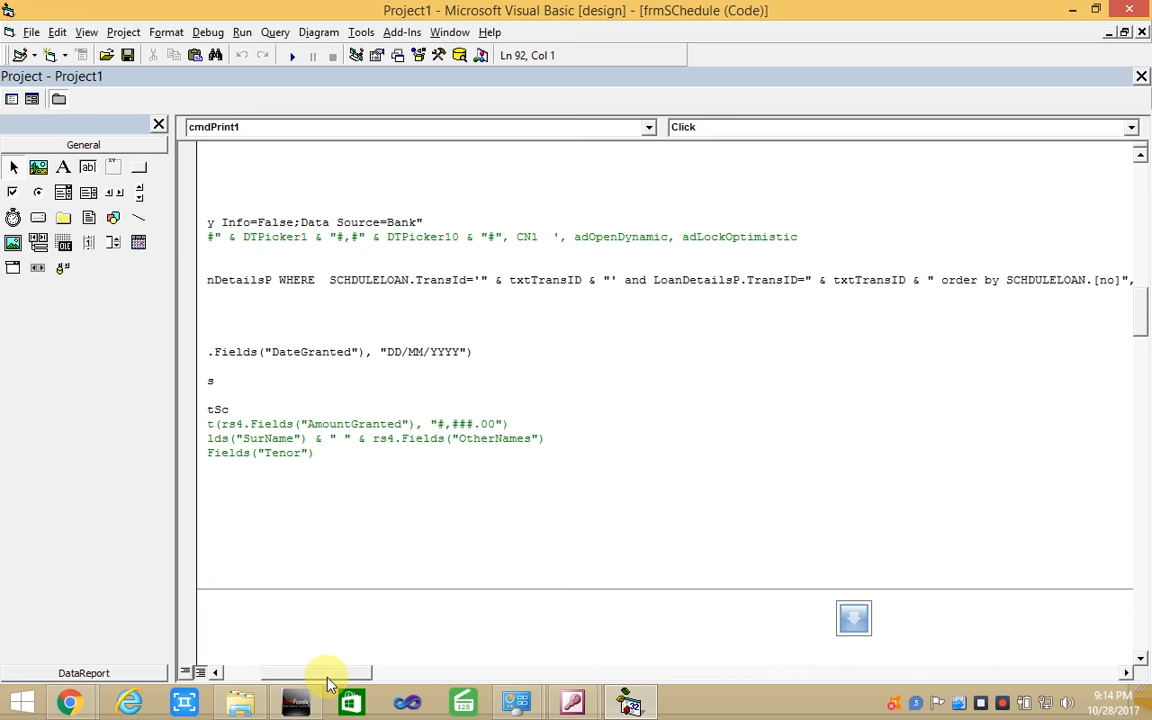 Project1 - Microsoft Visual Basic [design] - [frmSChedule (Code)]
File Edit View Project Format Debug Run Query Diagram Tools Add-Ins Window Help
Ln 92, Col 1
Project - Project1
General
cmdPrint1
Click
y Info=False;Data Source=Bank"
#" & DTPicker1 & "#,#" & DTPicker10 & "#", CN1 ', adOpenDynamic, adLockOptimistic
nDetailsP WHERE SCHDULELOAN.TransId='" & txtTransID & "' and LoanDetailsP.TransID=" & txtTransID & " order by SCHDULELOAN.[no]",
.Fields("DateGranted"), "DD/MM/YYYY")
s
tSc
t(rs4.Fields("AmountGranted"), "#,###.00")
lds("SurName") & " " & rs4.Fields("OtherNames")
Fields("Tenor")
DataReport
9:14 PM
10/28/2017